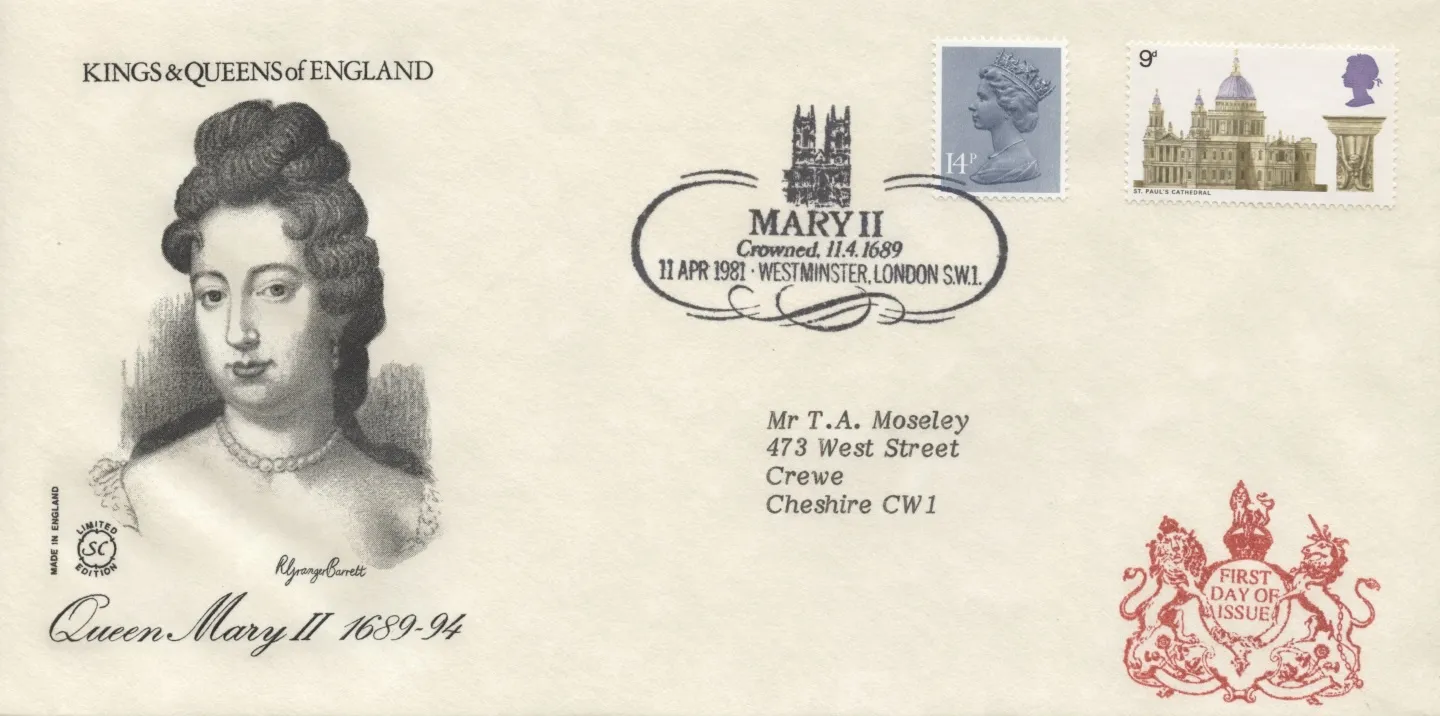 KINGS & QUEENS of ENGLAND
14P
9d
ST. PAUL'S CATHEDRAL
MARY II
Crowned, 11.4.1689
11 APR 1981 · WESTMINSTER, LONDON S.W.1.
Mr T.A. Moseley
473 West Street
Crewe
Cheshire CW1
MADE IN ENGLAND
LIMITED
SC
EDITION
RGrangerBarrett
Queen Mary II 1689-94
FIRST
DAY OF
ISSUE